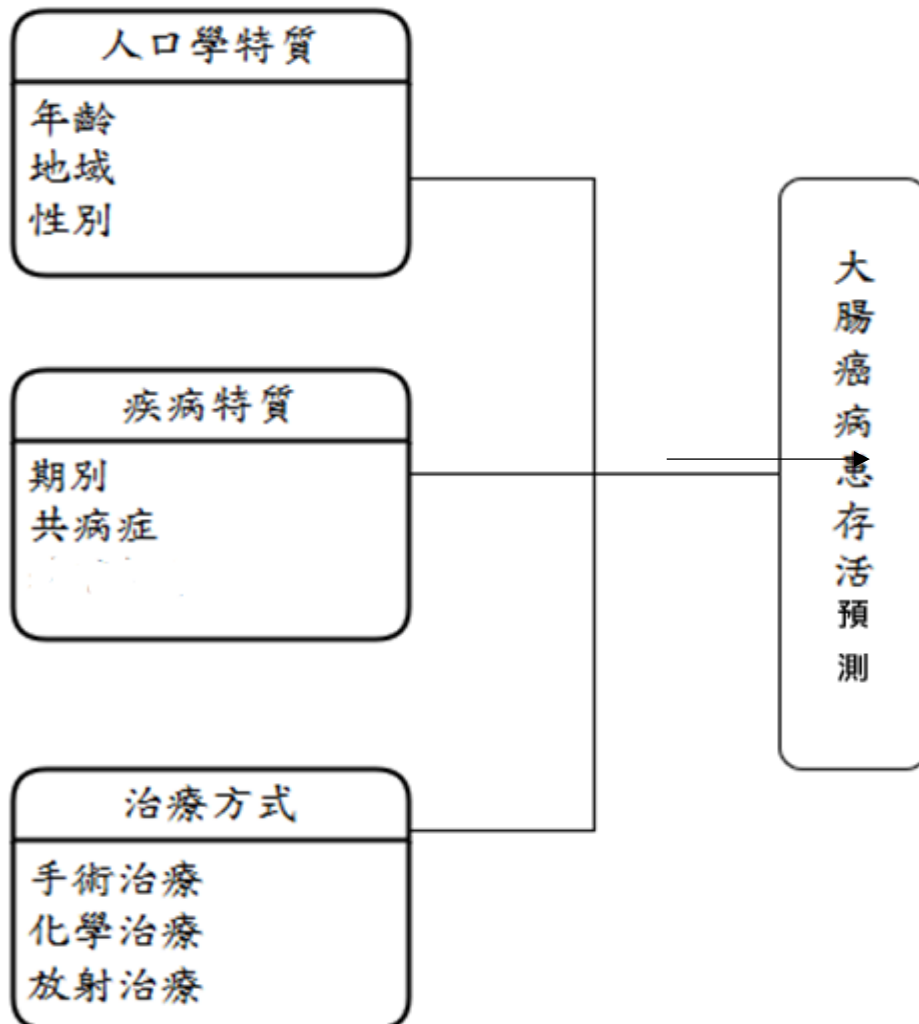 人口學特質
年齡
地域
性別
疾病特質
期別
共病症
治療方式
手術治療
化學治療
放射治療
大腸癌病患存活預測